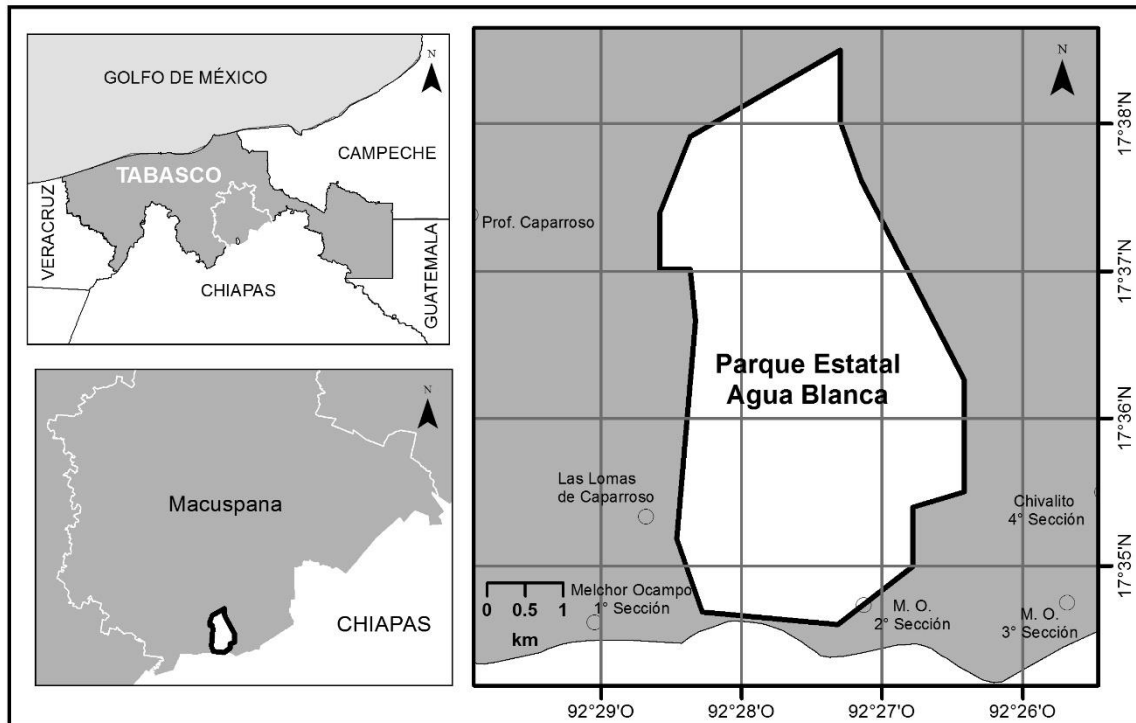 N
GOLFO DE MÉXICO
CAMPECHE
TABASCO
VERACRUZ
CHIAPAS
GUATEMALA
N
Macuspana
CHIAPAS
N
17°38'N
Prof. Caparroso
17°37'N
Parque Estatal
Agua Blanca
17°36'N
Las Lomas
de Caparroso
Chivalito
4° Sección
17°35'N
Melchor Ocampo
1° Sección
0 0.5 1
km
M. O.
2° Sección
M. O.
3° Sección
92°29'O 92°28'O 92°27'O 92°26'O